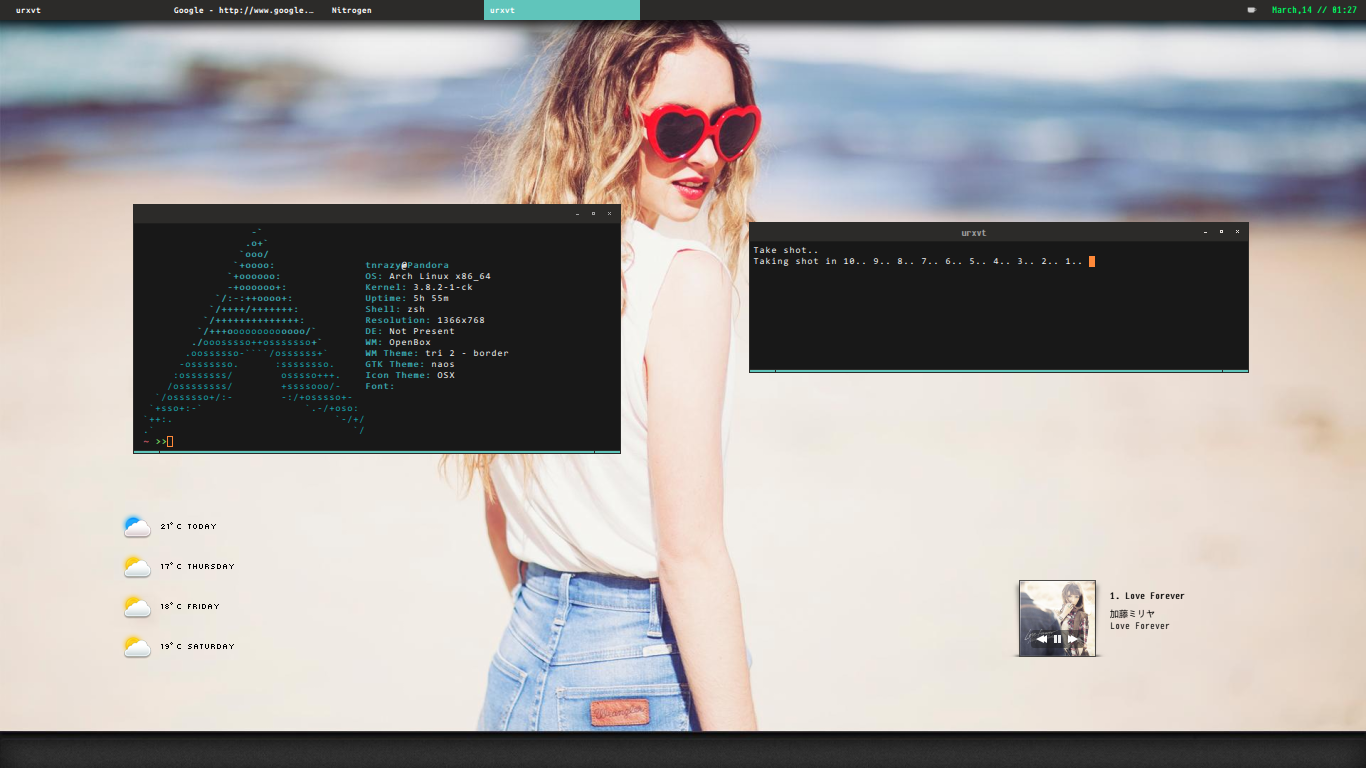 urxvt
Google - http://www.google...
Nitrogen
urxvt
March.14 // 01:27
-`
.o+`
`ooo/
`+oooo:
`+oooooo:
-+oooooo+:
`/:-:++oooo+:
`/++++/+++++++:
`/++++++++++++++:
`/+++ooooooooooooo/`
./ooosssso++osssssso+`
.oossssso-````/ossssss+`
-osssssso. :ssssssso.
:osssssss/ osssso+++.
/ossssssss/ +ssssooo/-
`/ossssso+/:- -:/+osssso+-
`+sso+:-` `.-/+oso:
`++:. `-/+/
.` `/
tnrazy@Pandora
OS: Arch Linux x86_64
Kernel: 3.8.2-1-ck
Uptime: 5h 55m
Shell: zsh
Resolution: 1366x768
DE: Not Present
WM: OpenBox
WM Theme: tri 2 - border
GTK Theme: naos
Icon Theme: OSX
Font:
~ >>
urxvt
Take shot..
Taking shot in 10.. 9.. 8.. 7.. 6.. 5.. 4.. 3.. 2.. 1..
21°C TODAY
17°C THURSDAY
18°C FRIDAY
19°C SATURDAY
1. Love Forever
加藤ミリヤ
Love Forever
Wrangler